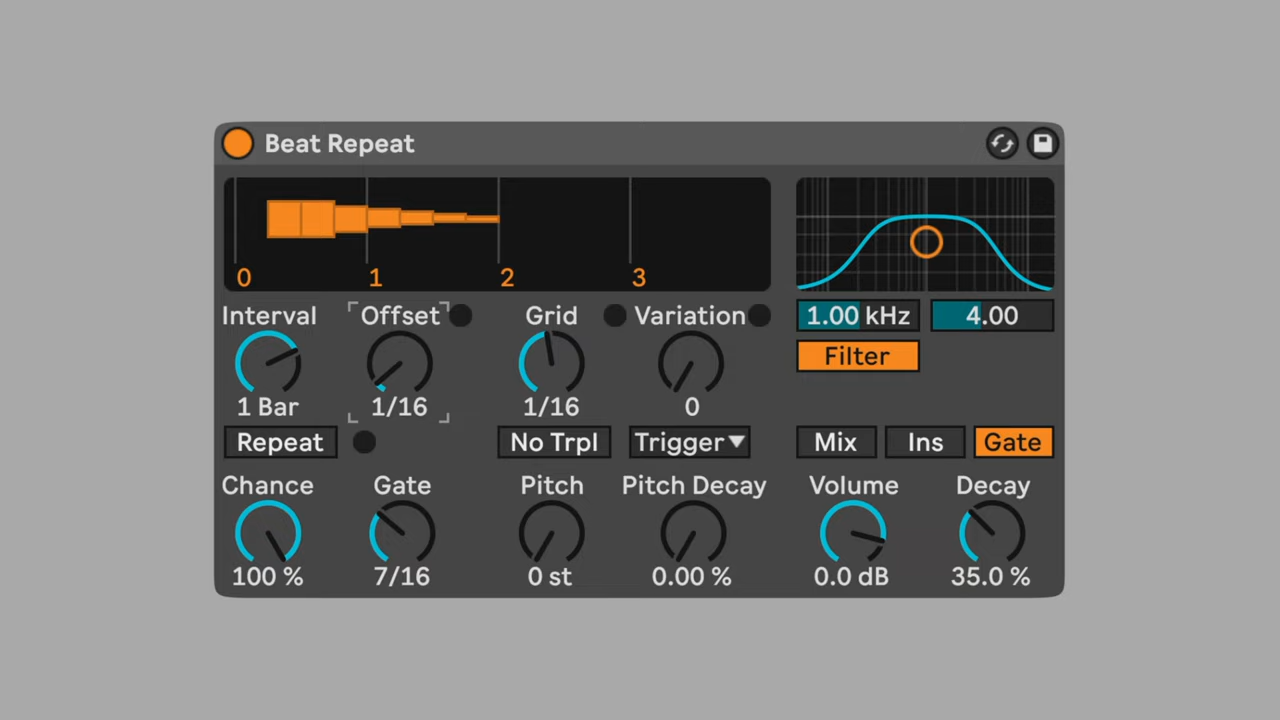 Beat Repeat
0 1 2 3
1.00 kHz 4.00
Filter
Interval Offset Grid Variation
1 Bar 1/16 1/16 0
Repeat No Trpl Trigger Mix Ins Gate
Chance Gate Pitch Pitch Decay Volume Decay
100 % 7/16 0 st 0.00 % 0.0 dB 35.0 %